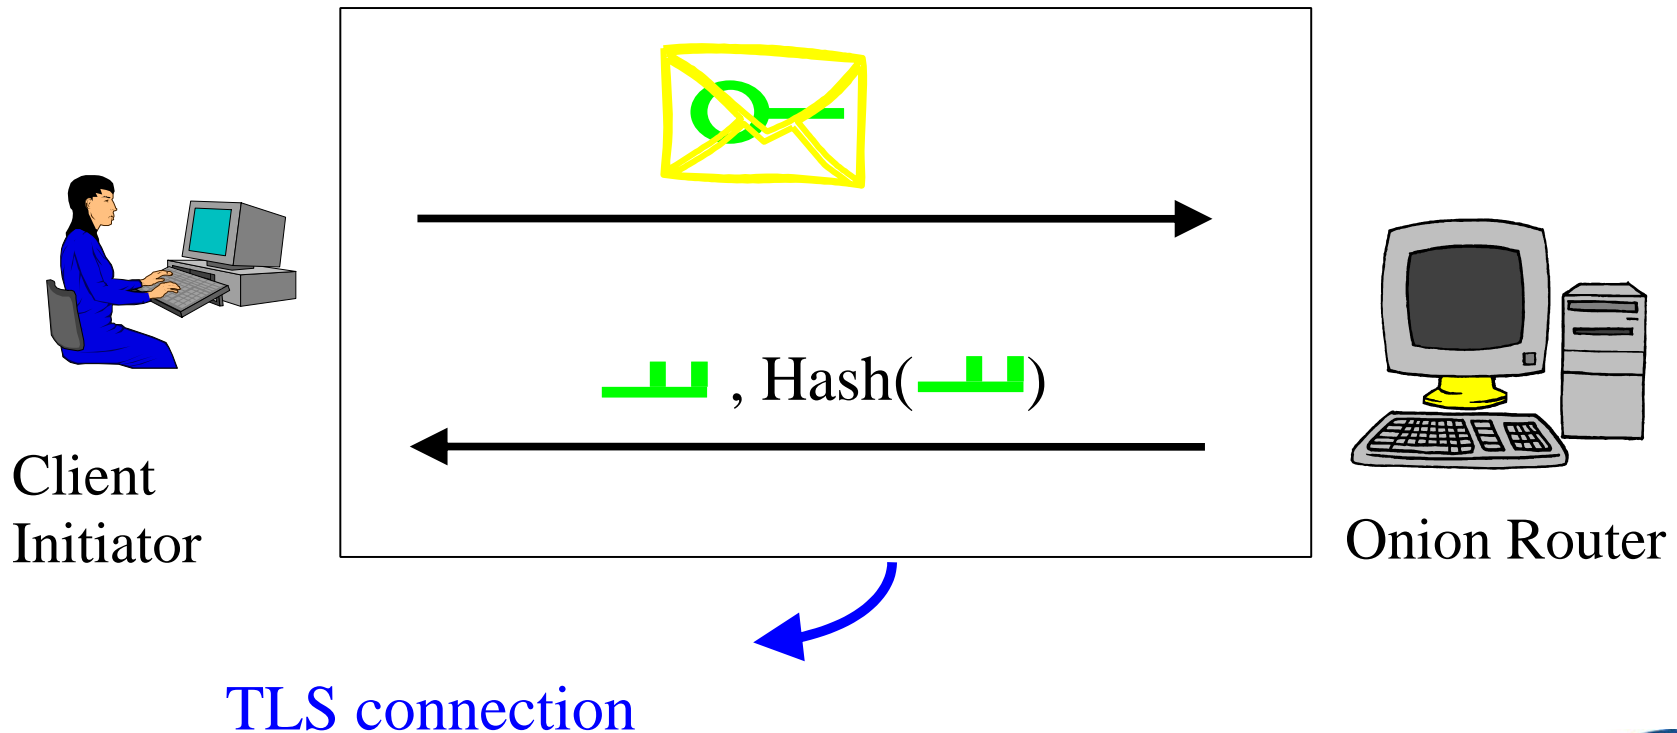 , Hash( )
Client
Initiator
Onion Router
TLS connection